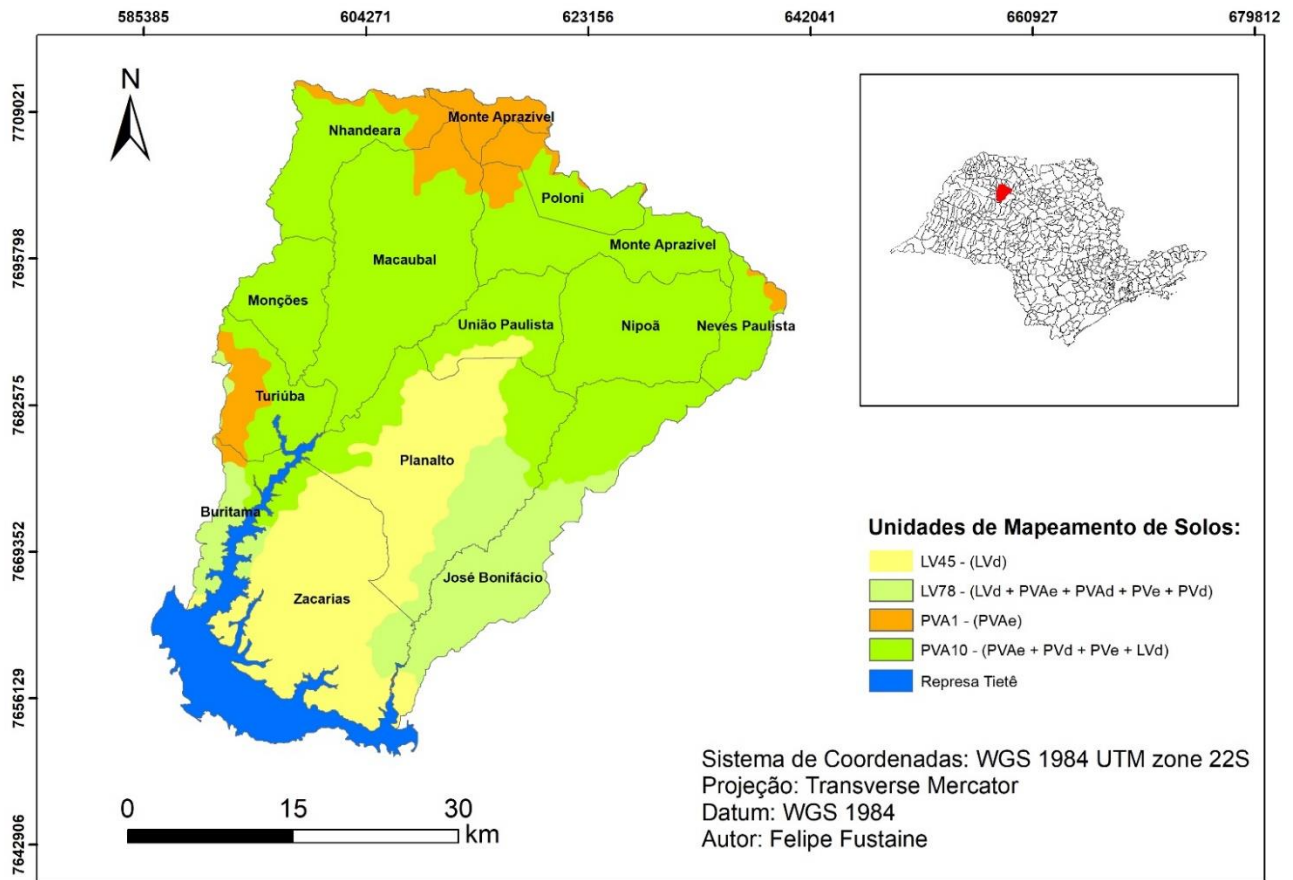 585385
604271
623156
642041
660927
679812
7709021
7695798
7682575
7669352
7656129
7642906
N
Monte Aprazível
Nhandeara
Poloni
Monte Aprazível
Macaubal
Monções
União Paulista
Nipoã
Neves Paulista
Turiúba
Planalto
Buritama
José Bonifácio
Zacarias
Unidades de Mapeamento de Solos:
LV45 - (LVd)
LV78 - (LVd + PVAe + PVAd + PVe + PVd)
PVA1 - (PVAe)
PVA10 - (PVAe + PVd + PVe + LVd)
Represa Tietê
Sistema de Coordenadas: WGS 1984 UTM zone 22S
Projeção: Transverse Mercator
Datum: WGS 1984
Autor: Felipe Fustaine
0 15 30
km